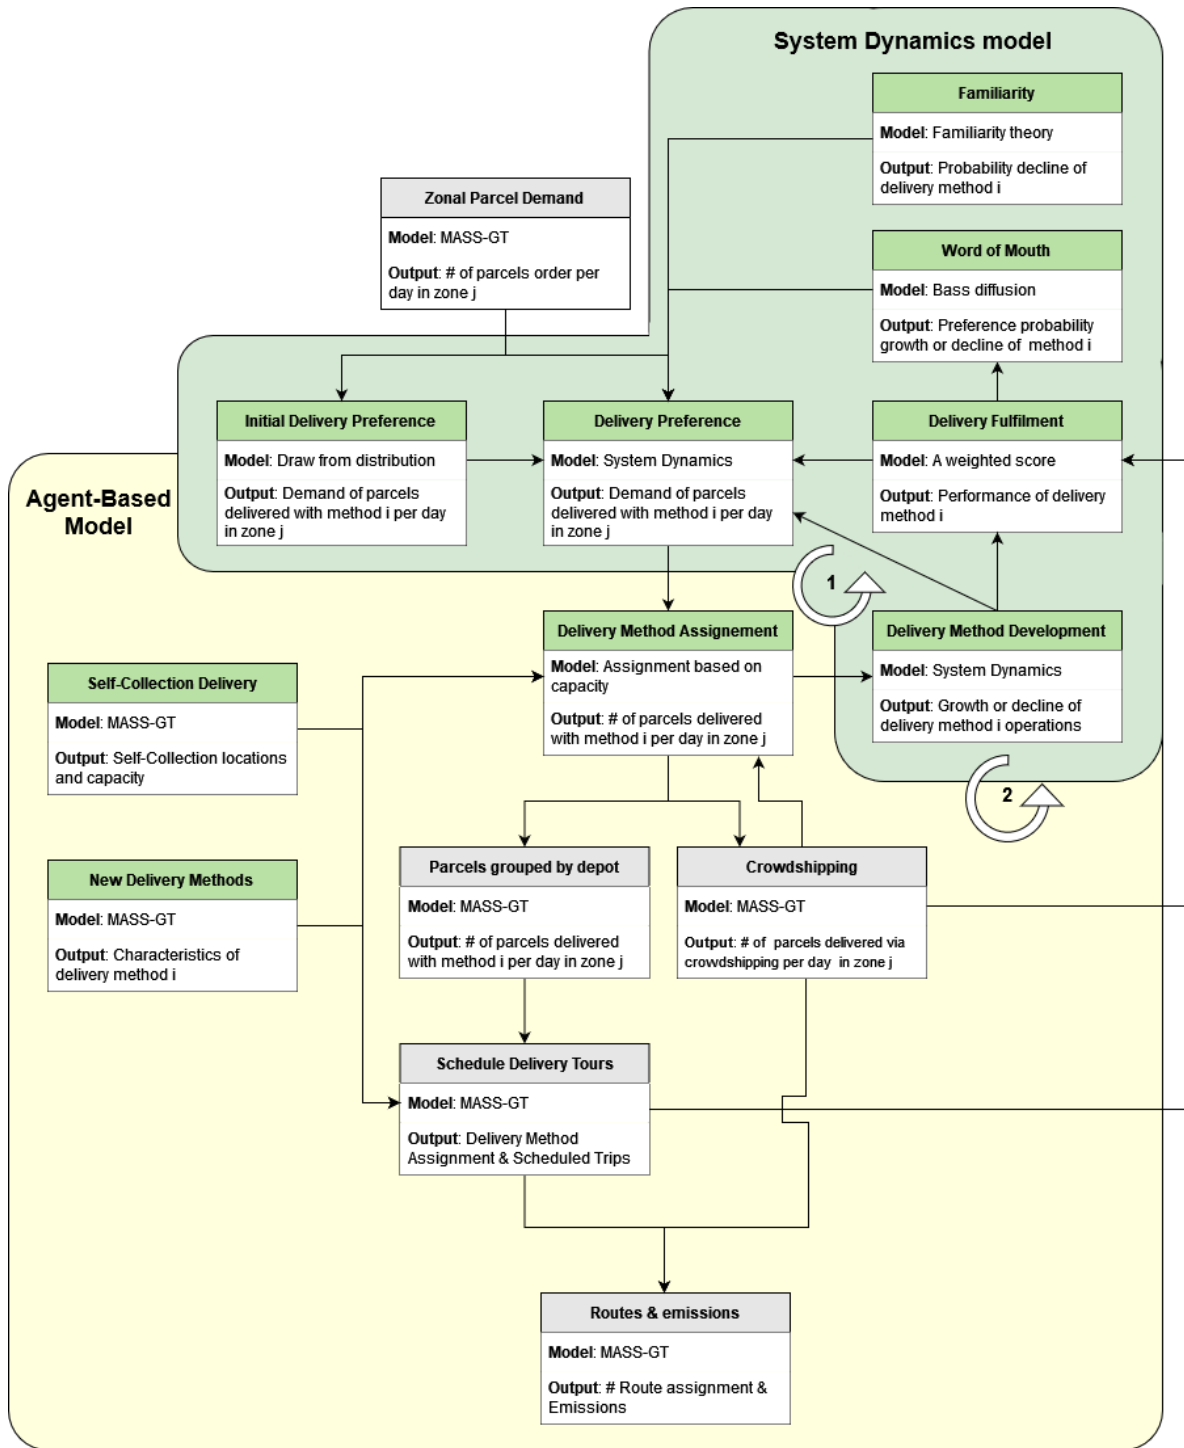 System Dynamics model
Familiarity
Model: Familiarity theory
Output: Probability decline of
delivery method i
Zonal Parcel Demand
Model: MASS-GT
Output: # of parcels order per
day in zone j
Word of Mouth
Model: Bass diffusion
Output: Preference probability
growth or decline of method i
Initial Delivery Preference
Model: Draw from distribution
Output: Demand of parcels
delivered with method i per day
in zone j
Delivery Preference
Model: System Dynamics
Output: Demand of parcels
delivered with method i per day
in zone j
Delivery Fulfilment
Model: A weighted score
Output: Performance of delivery
method i
Agent-Based
Model
1
Delivery Method Assignement
Model: Assignment based on
capacity
Output: # of parcels delivered
with method i per day in zone j
Delivery Method Development
Model: System Dynamics
Output: Growth or decline of
delivery method i operations
Self-Collection Delivery
Model: MASS-GT
Output: Self-Collection locations
and capacity
2
New Delivery Methods
Model: MASS-GT
Output: Characteristics of
delivery method i
Parcels grouped by depot
Model: MASS-GT
Output: # of parcels delivered
with method i per day in zone j
Crowdshipping
Model: MASS-GT
Output: # of parcels delivered via
crowdshipping per day in zone j
Schedule Delivery Tours
Model: MASS-GT
Output: Delivery Method
Assignment & Scheduled Trips
Routes & emissions
Model: MASS-GT
Output: # Route assignment &
Emissions